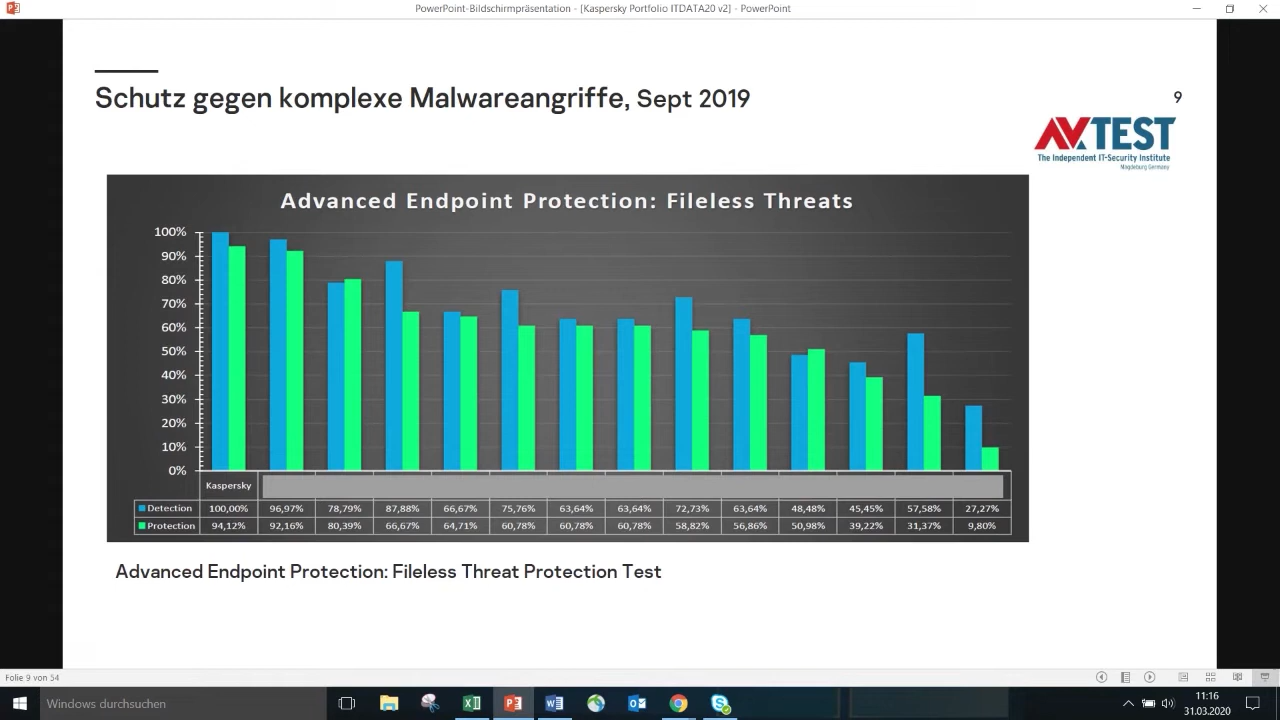 PowerPoint-Bildschirmpräsentation - [Kaspersky Portfolio ITDATA20 v2] - PowerPoint
Schutz gegen komplexe Malwareangriffe, Sept 2019
9
AV TEST
The Independent IT-Security Institute
Magdeburg Germany
Advanced Endpoint Protection: Fileless Threats
100%
90%
80%
70%
60%
50%
40%
30%
20%
10%
0%
Kaspersky
Detection 100,00% 96,97% 78,79% 87,88% 66,67% 75,76% 63,64% 63,64% 72,73% 63,64% 48,48% 45,45% 57,58% 27,27%
Protection 94,12% 92,16% 80,39% 66,67% 64,71% 60,78% 60,78% 60,78% 58,82% 56,86% 50,98% 39,22% 31,37% 9,80%
Advanced Endpoint Protection: Fileless Threat Protection Test
Folie 9 von 54
Windows durchsuchen
11:16
31.03.2020